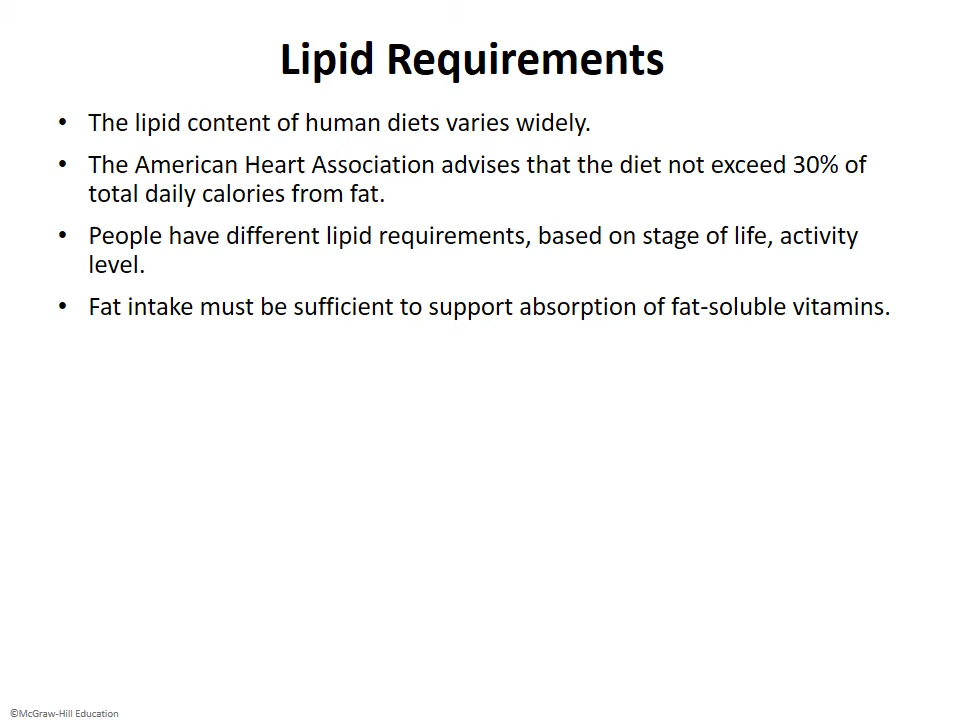 Lipid Requirements
• The lipid content of human diets varies widely.
• The American Heart Association advises that the diet not exceed 30% of
total daily calories from fat.
• People have different lipid requirements, based on stage of life, activity
level.
• Fat intake must be sufficient to support absorption of fat-soluble vitamins.
©McGraw-Hill Education